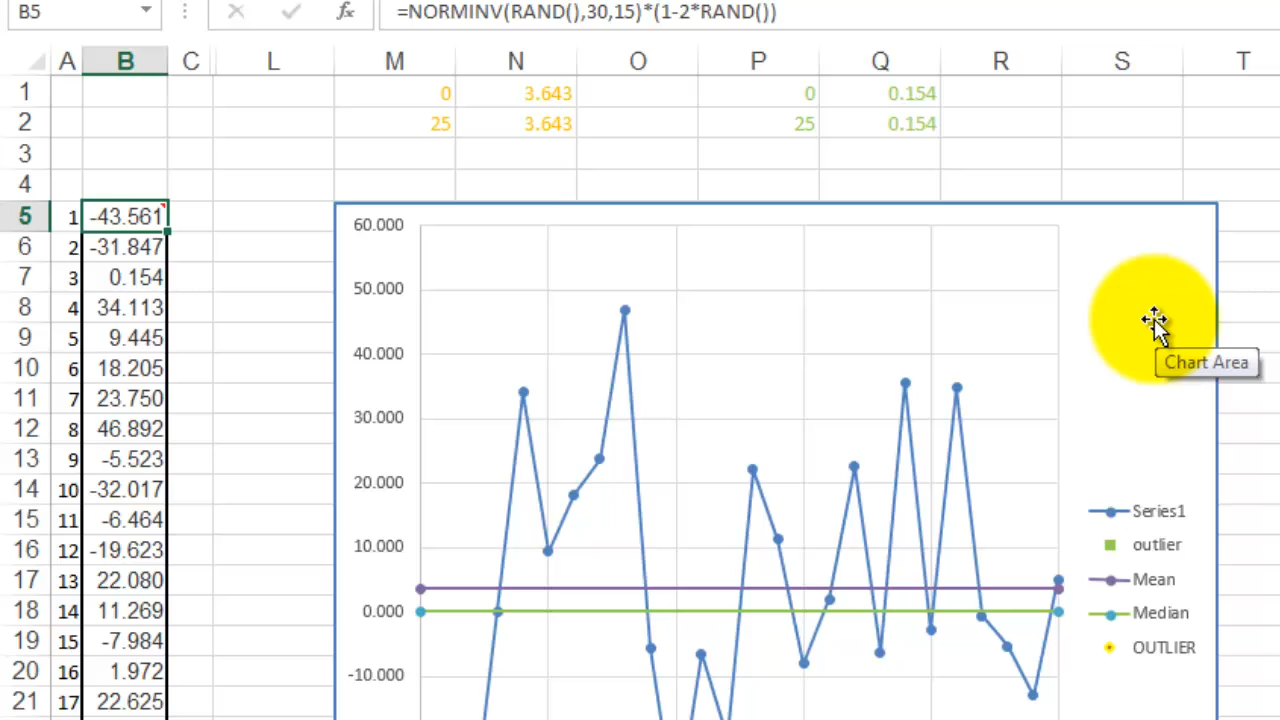 B5 fx =NORMINV(RAND(),30,15)*(1-2*RAND())
A B C L M N O P Q R S T
1 0 3.643 0 0.154
2 25 3.643 25 0.154
3
4
5 1 -43.561
6 2 -31.847
7 3 0.154
8 4 34.113
9 5 9.445
10 6 18.205
11 7 23.750
12 8 46.892
13 9 -5.523
14 10 -32.017
15 11 -6.464
16 12 -19.623
17 13 22.080
18 14 11.269
19 15 -7.984
20 16 1.972
21 17 22.625
60.000
50.000
40.000
30.000
20.000
10.000
0.000
-10.000
Chart Area
Series1
outlier
Mean
Median
OUTLIER